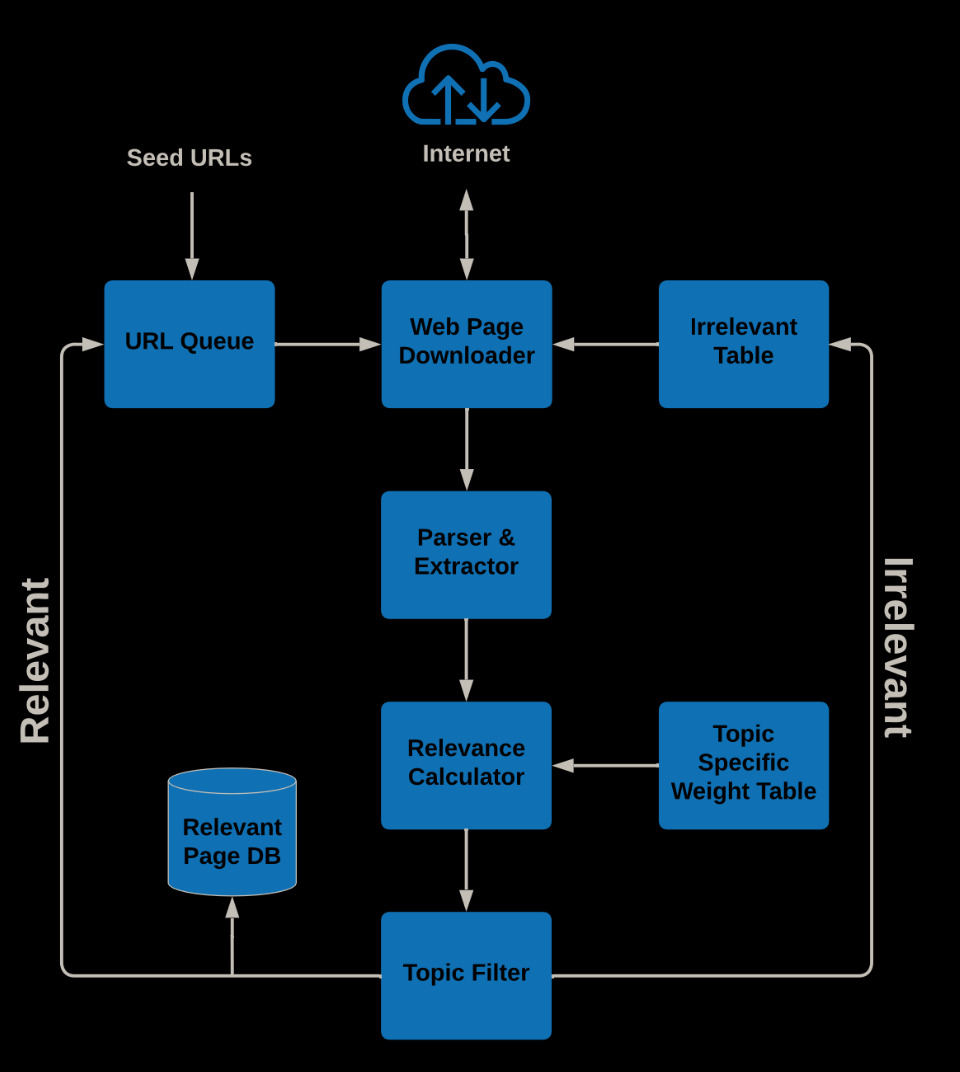 Internet
Seed URLs
URL Queue
Web Page
Downloader
Irrelevant
Table
Parser &
Extractor
Relevant
Irrelevant
Relevance
Calculator
Topic
Specific
Weight Table
Relevant
Page DB
Topic Filter